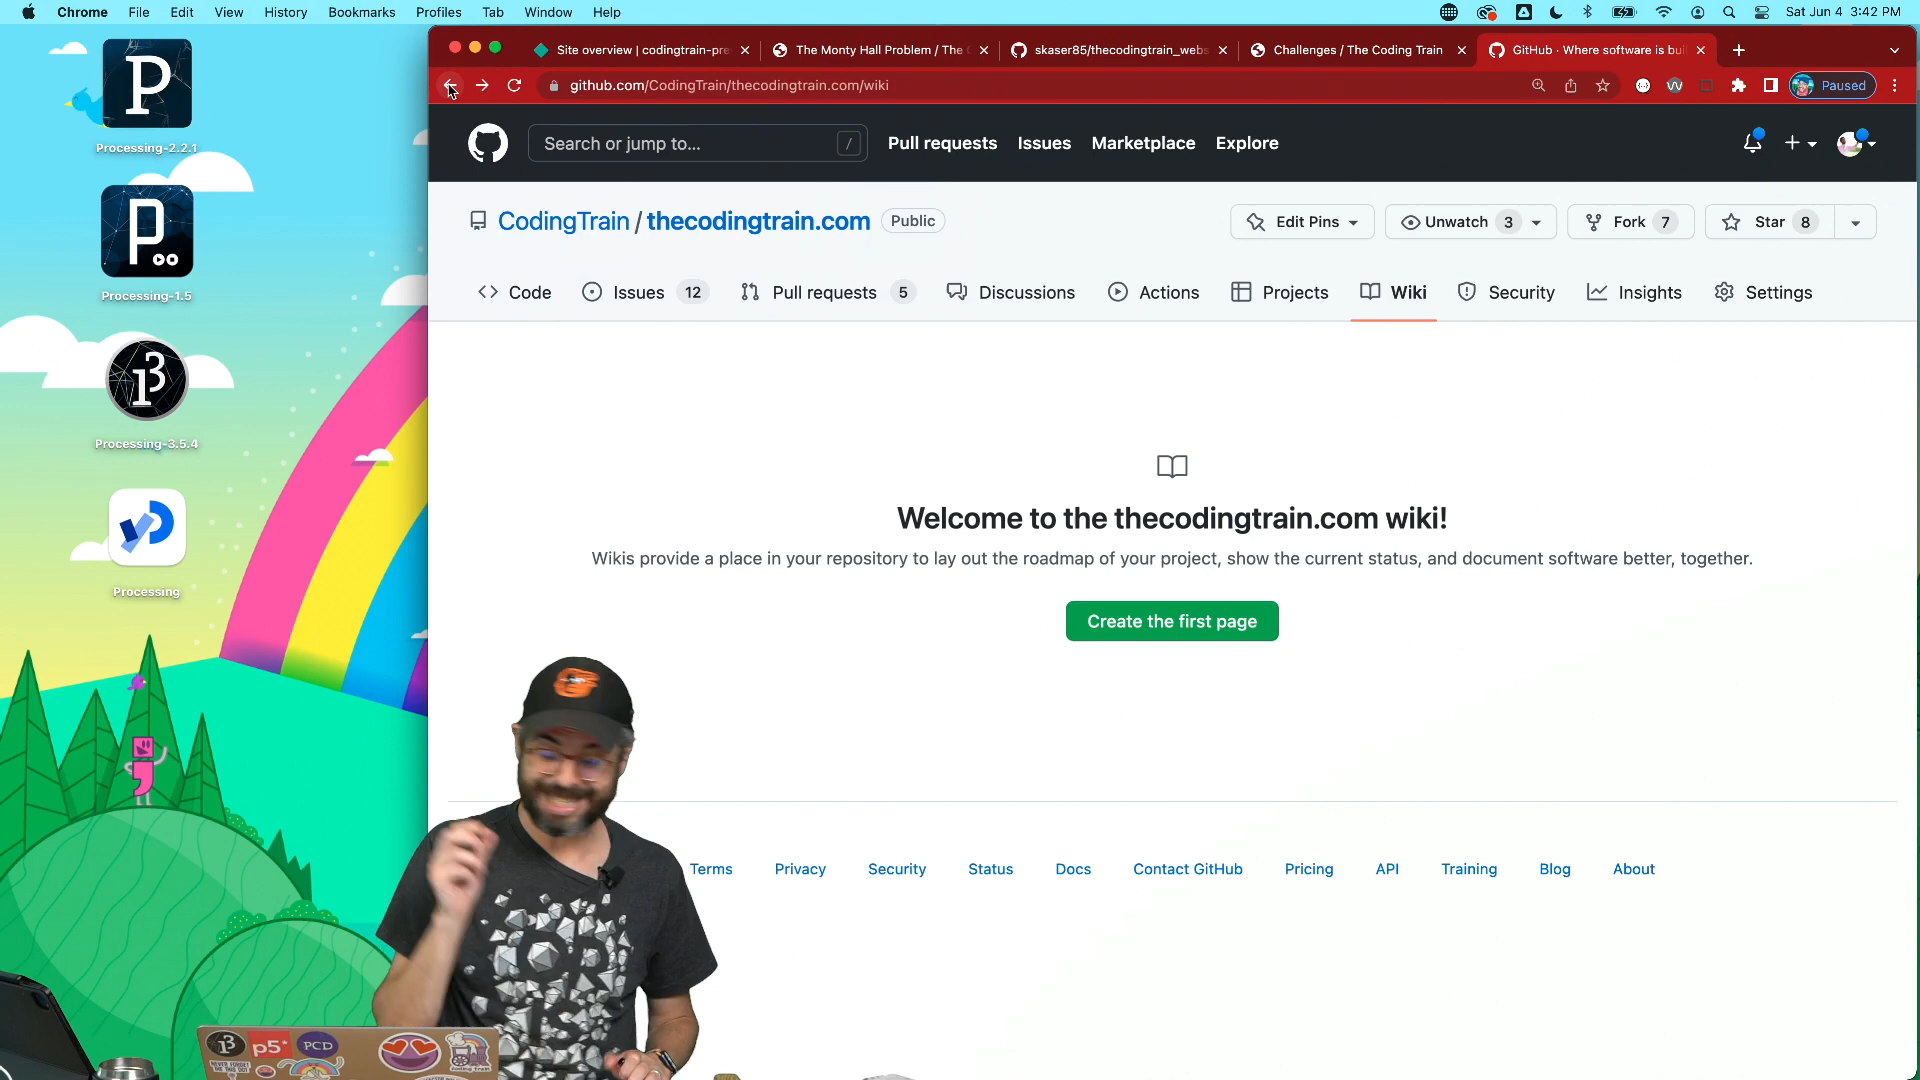 Chrome File Edit View History Bookmarks Profiles Tab Window Help Sat Jun 4 3:42 PM
Site overview | codingtrain-pre
The Monty Hall Problem / The
skaser85/thecodingtrain_webs
Challenges / The Coding Train
GitHub · Where software is bui
github.com/CodingTrain/thecodingtrain.com/wiki
Paused
Search or jump to... /
Pull requests Issues Marketplace Explore
CodingTrain / thecodingtrain.com Public
Edit Pins Unwatch 3 Fork 7 Star 8
Code Issues 12 Pull requests 5 Discussions Actions Projects Wiki Security Insights Settings
Welcome to the thecodingtrain.com wiki!
Wikis provide a place in your repository to lay out the roadmap of your project, show the current status, and document software better, together.
Create the first page
Terms Privacy Security Status Docs Contact GitHub Pricing API Training Blog About
Processing-2.2.1
Processing-1.5
Processing-3.5.4
Processing
p5*
PCD